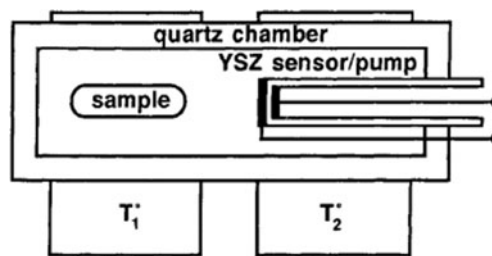 quartz chamber
YSZ sensor/pump
sample
T₁°
T₂°